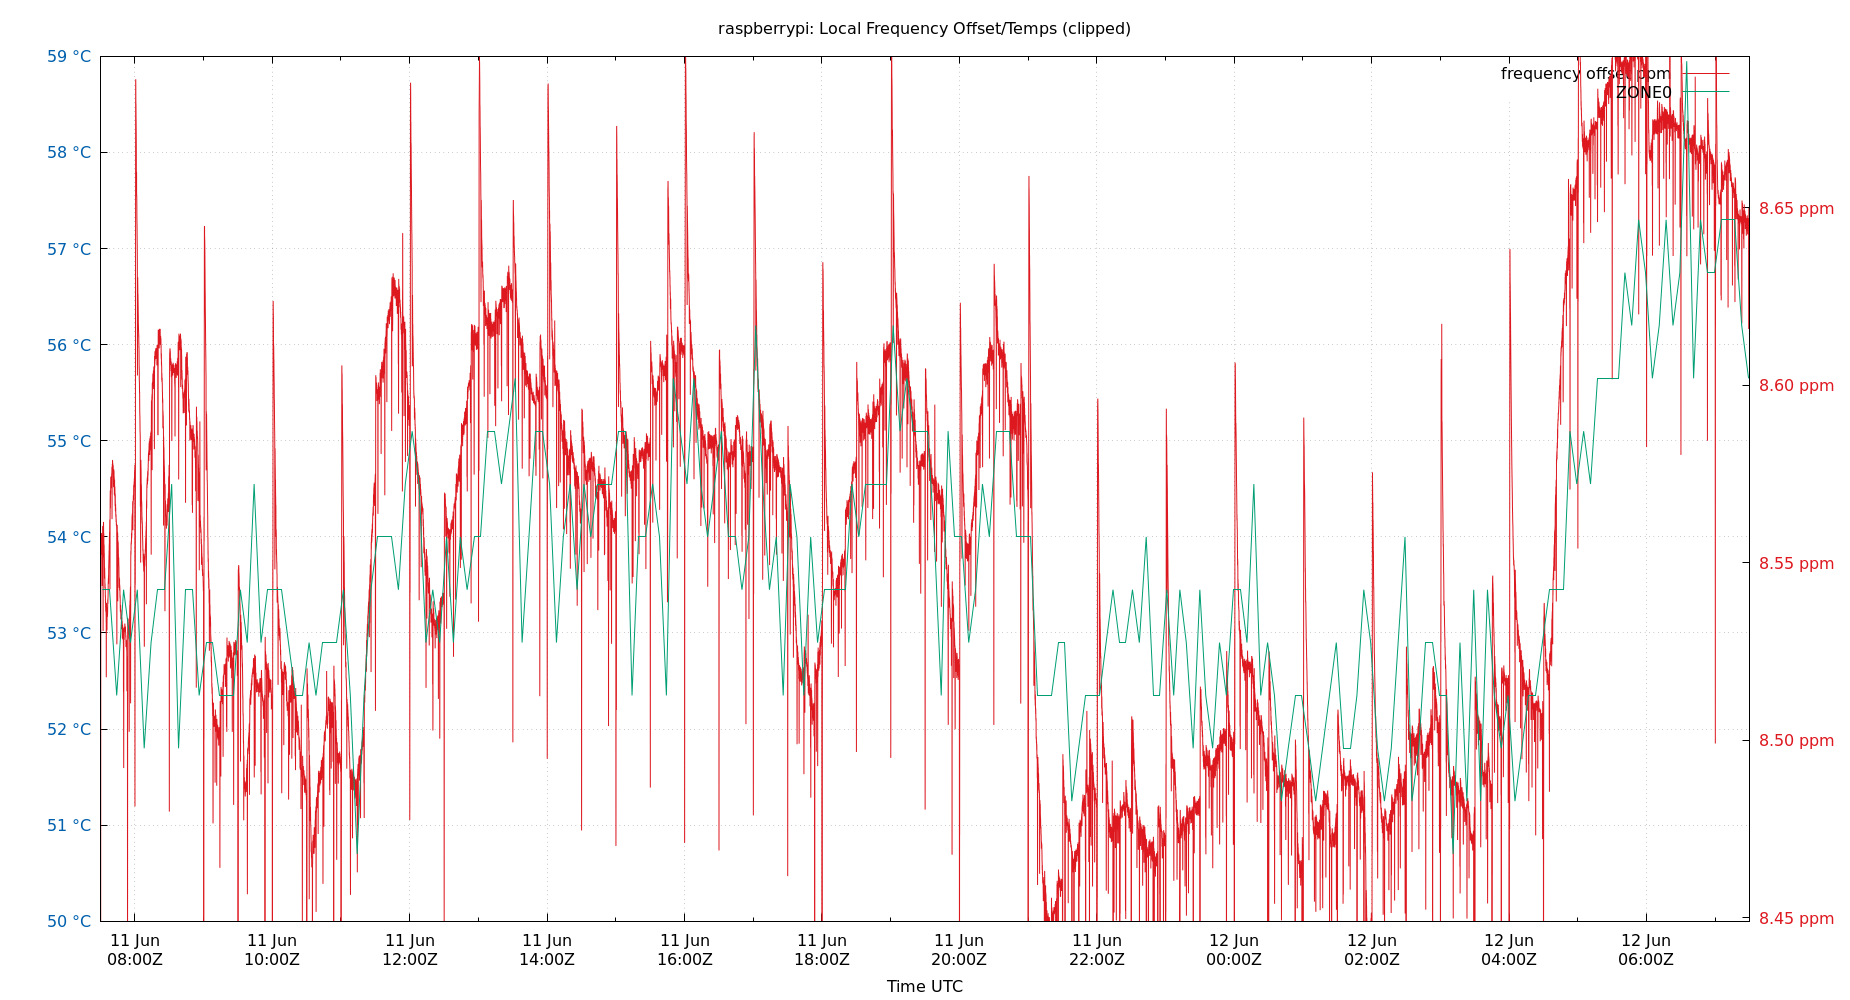 raspberrypi: Local Frequency Offset/Temps (clipped)
59 °C
58 °C
57 °C
56 °C
55 °C
54 °C
53 °C
52 °C
51 °C
50 °C
frequency offset ppm
ZONE0
8.65 ppm
8.60 ppm
8.55 ppm
8.50 ppm
8.45 ppm
11 Jun 11 Jun 11 Jun 11 Jun 11 Jun 11 Jun 11 Jun 11 Jun 12 Jun 12 Jun 12 Jun 12 Jun
08:00Z 10:00Z 12:00Z 14:00Z 16:00Z 18:00Z 20:00Z 22:00Z 00:00Z 02:00Z 04:00Z 06:00Z
Time UTC